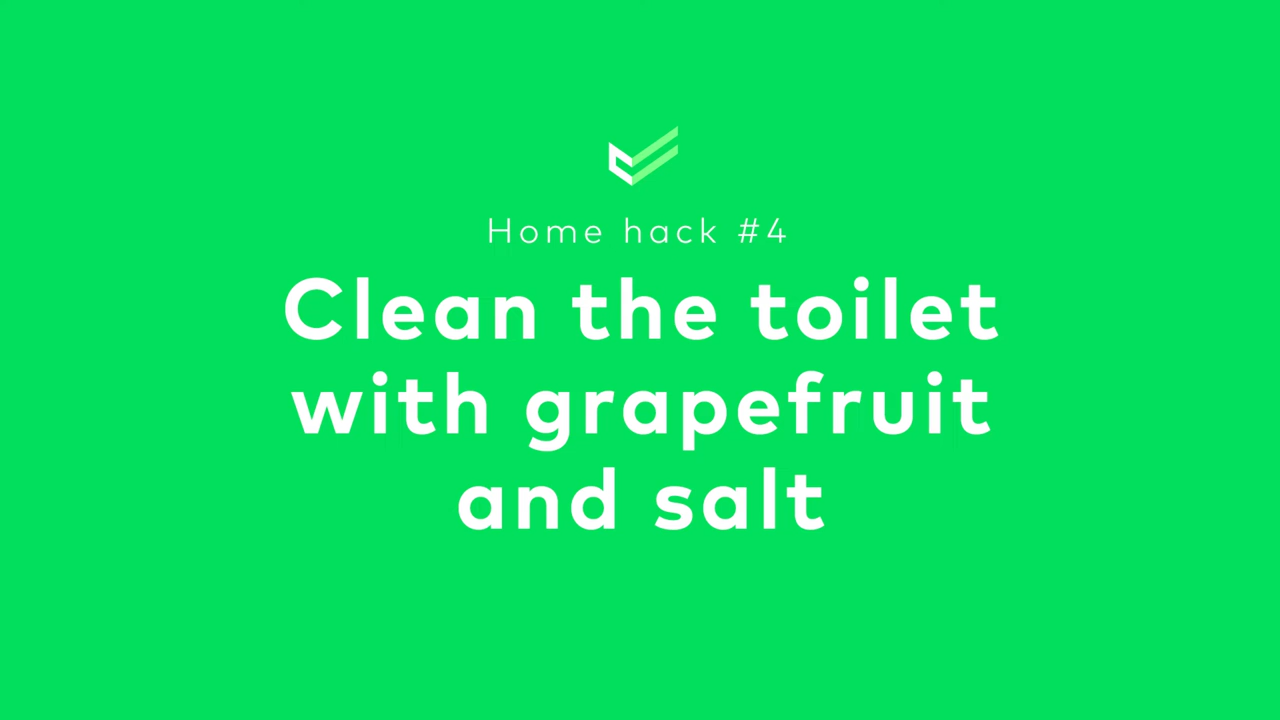 Home hack #4
Clean the toilet
with grapefruit
and salt